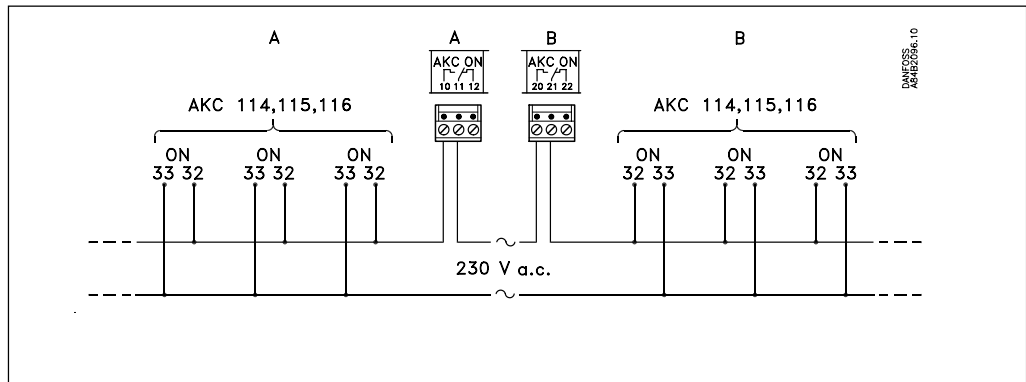 A A B B
DANFOSS
A84B2096.10
AKC ON AKC ON
10 11 12 20 21 22
AKC 114,115,116 AKC 114,115,116
ON ON ON ON ON ON
33 32 33 32 33 32 32 33 32 33 32 33
230 V a.c.